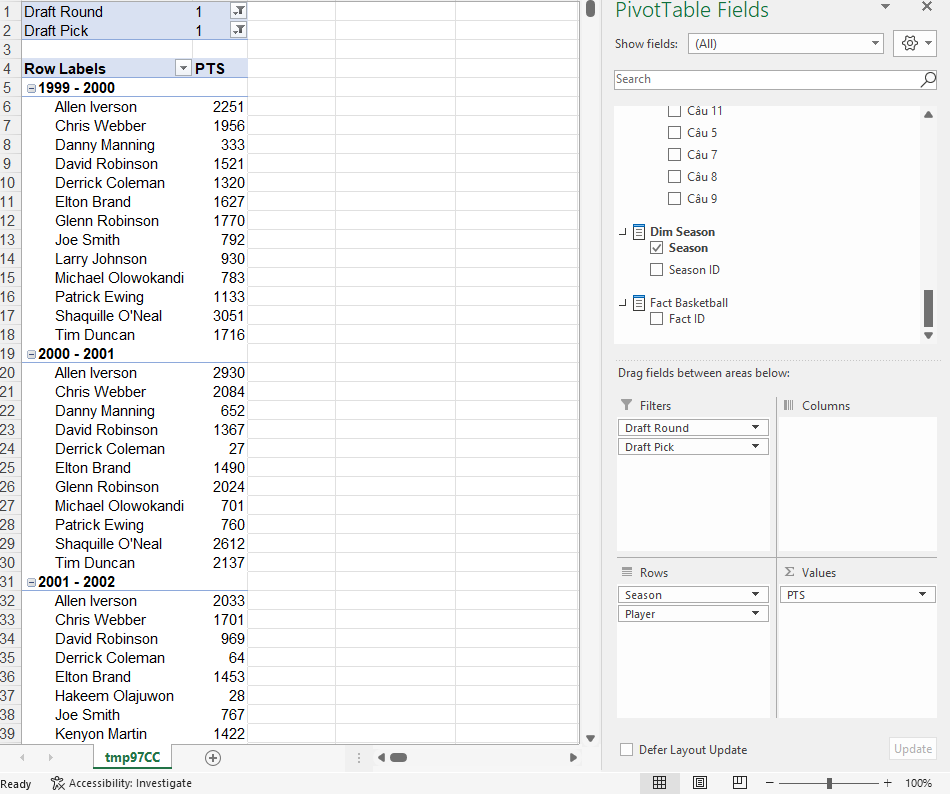 1 Draft Round 1
2 Draft Pick 1
3
4 Row Labels PTS
5 1999 - 2000
6 Allen Iverson 2251
7 Chris Webber 1956
8 Danny Manning 333
9 David Robinson 1521
10 Derrick Coleman 1320
11 Elton Brand 1627
12 Glenn Robinson 1770
13 Joe Smith 792
14 Larry Johnson 930
15 Michael Olowokandi 783
16 Patrick Ewing 1133
17 Shaquille O'Neal 3051
18 Tim Duncan 1716
19 2000 - 2001
20 Allen Iverson 2930
21 Chris Webber 2084
22 Danny Manning 652
23 David Robinson 1367
24 Derrick Coleman 27
25 Elton Brand 1490
26 Glenn Robinson 2024
27 Michael Olowokandi 701
28 Patrick Ewing 760
29 Shaquille O'Neal 2612
30 Tim Duncan 2137
31 2001 - 2002
32 Allen Iverson 2033
33 Chris Webber 1701
34 David Robinson 969
35 Derrick Coleman 64
36 Elton Brand 1453
37 Hakeem Olajuwon 28
38 Joe Smith 767
39 Kenyon Martin 1422
tmp97CC
Ready Accessibility: Investigate
PivotTable Fields
Show fields: (All)
Search
Câu 11
Câu 5
Câu 7
Câu 8
Câu 9
Dim Season
Season
Season ID
Fact Basketball
Fact ID
Drag fields between areas below:
Filters
Draft Round
Draft Pick
Columns
Rows
Season
Player
Σ Values
PTS
Defer Layout Update Update
100%